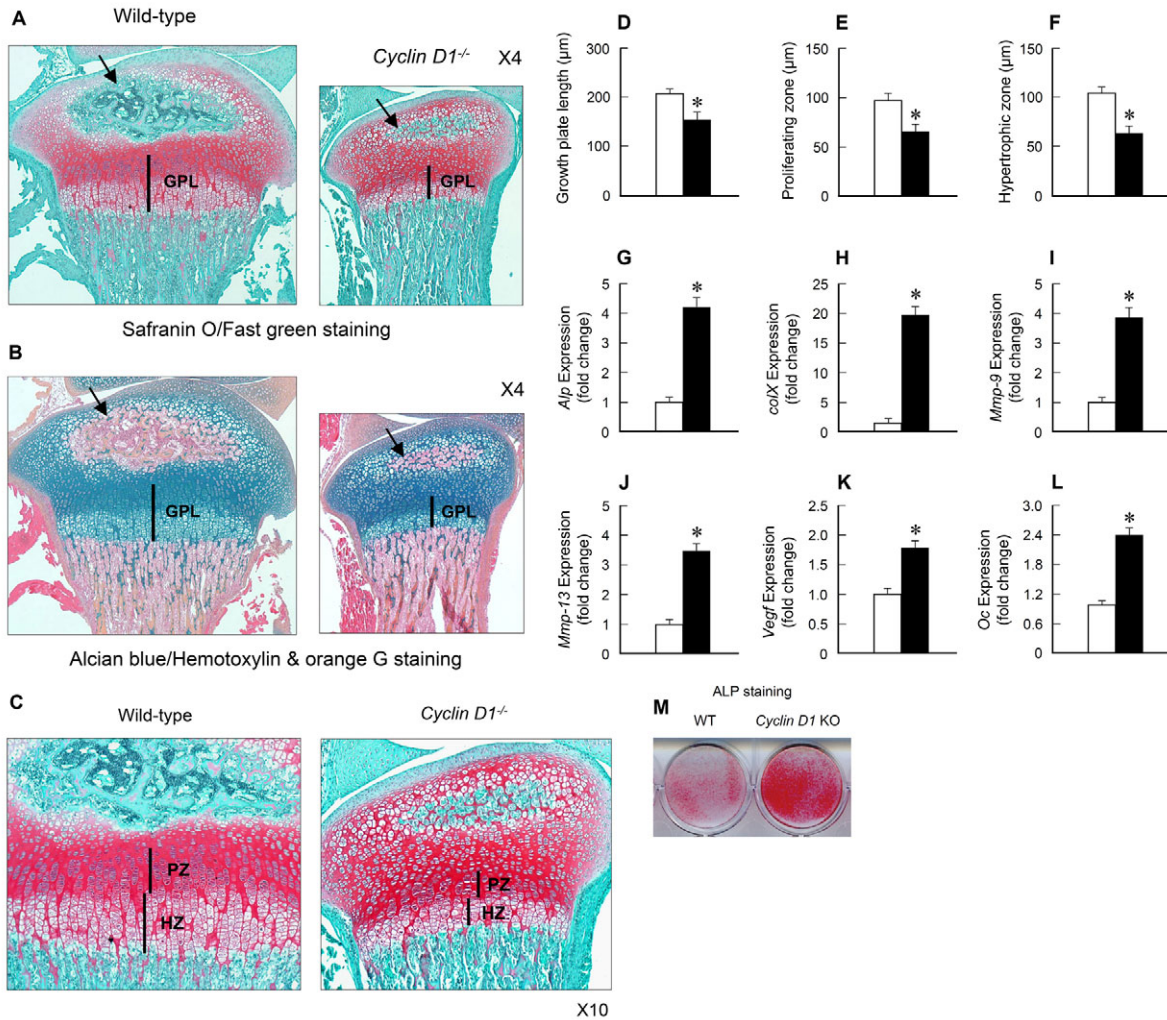 A
Wild-type
Cyclin D1-/-
X4
GPL
GPL
Safranin O/Fast green staining
B
X4
GPL
GPL
Alcian blue/Hemotoxylin & orange G staining
C
Wild-type
Cyclin D1-/-
PZ
HZ
PZ
HZ
X10
D
Growth plate length (µm)
300
200
100
0
*
E
Proliferating zone (µm)
150
100
50
0
*
F
Hypertrophic zone (µm)
150
100
50
0
*
G
Alp Expression
(fold change)
5
4
3
2
1
0
*
H
colX Expression
(fold change)
25
20
15
10
5
0
*
I
Mmp-9 Expression
(fold change)
5
4
3
2
1
0
*
J
Mmp-13 Expression
(fold change)
5
4
3
2
1
0
*
K
Vegf Expression
(fold change)
2.5
2.0
1.5
1.0
0.5
0.0
*
L
Oc Expression
(fold change)
3.0
2.4
1.8
1.2
0.6
0
*
ALP staining
M
WT
Cyclin D1 KO